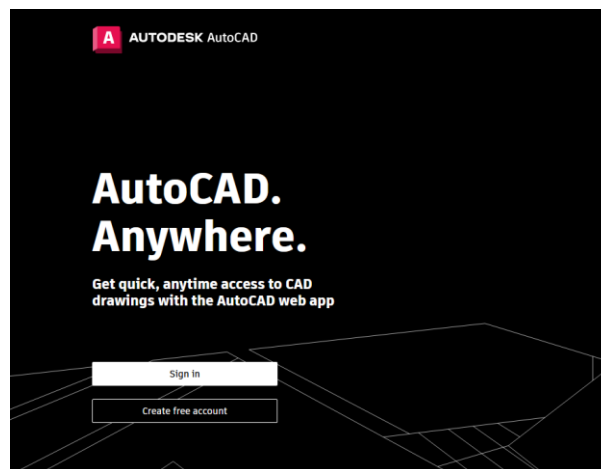 A AUTODESK AutoCAD
AutoCAD.
Anywhere.
Get quick, anytime access to CAD
drawings with the AutoCAD web app
Sign in
Create free account